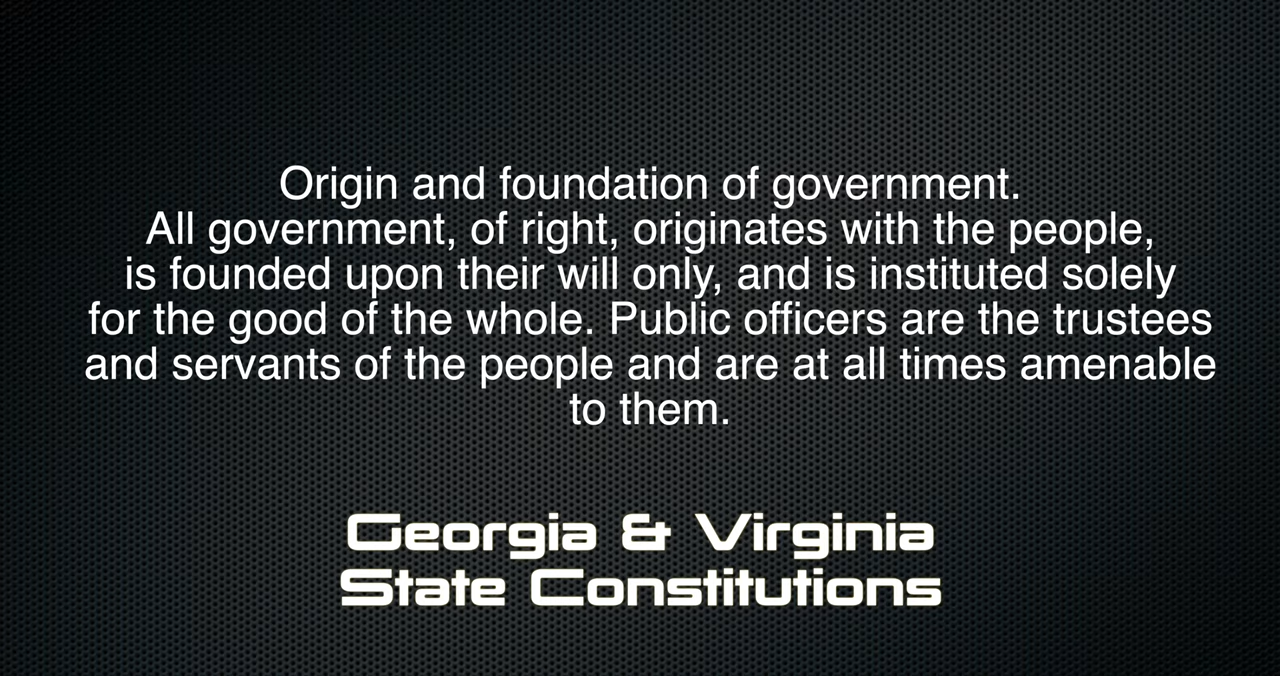 Origin and foundation of government.
All government, of right, originates with the people,
is founded upon their will only, and is instituted solely
for the good of the whole. Public officers are the trustees
and servants of the people and are at all times amenable
to them.
Georgia & Virginia
State Constitutions